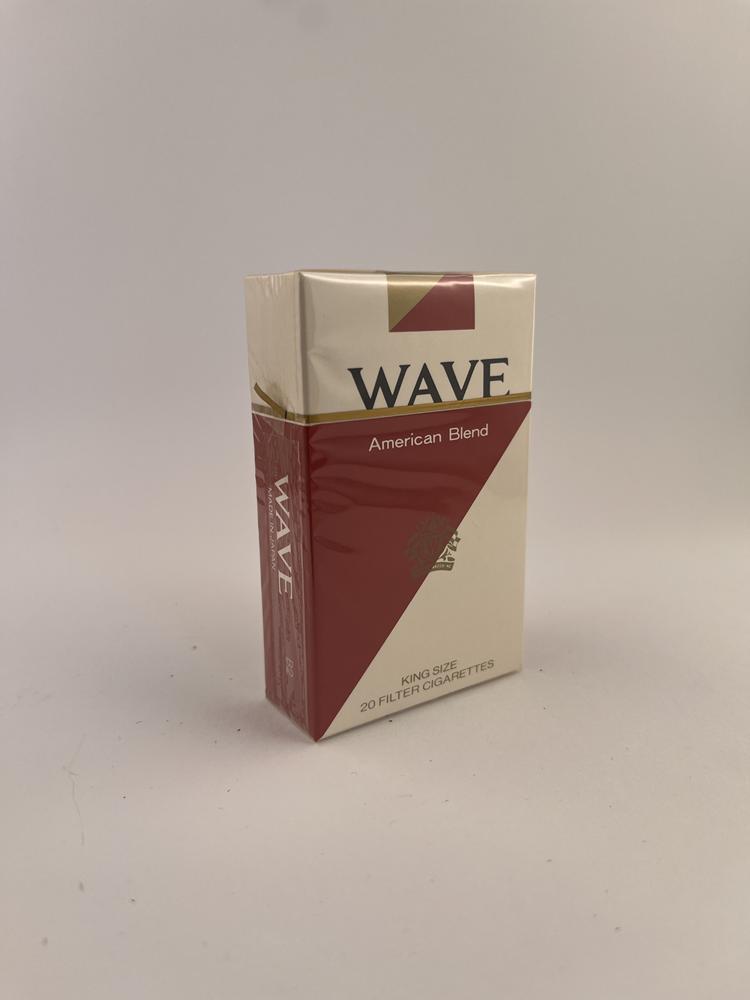 WAVE
American Blend
KING SIZE
20 FILTER CIGARETTES
WAVE
MADE IN JAPAN